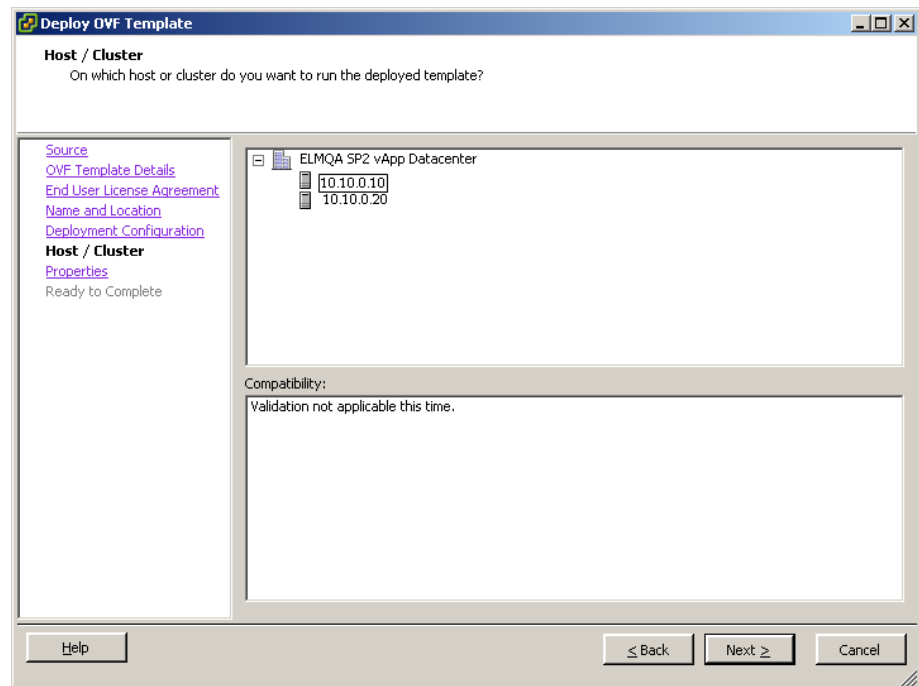 Deploy OVF Template
Host / Cluster
On which host or cluster do you want to run the deployed template?
Source
OVF Template Details
End User License Agreement
Name and Location
Deployment Configuration
Host / Cluster
Properties
Ready to Complete
ELMQA SP2 vApp Datacenter
10.10.0.10
10.10.0.20
Compatibility:
Validation not applicable this time.
Help
< Back
Next >
Cancel